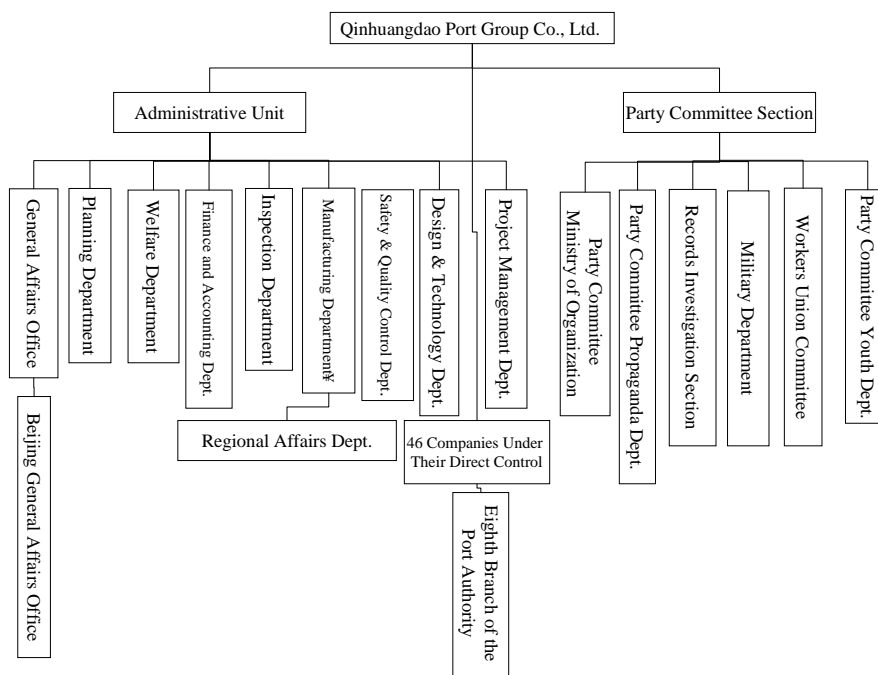 Qinhuangdao Port Group Co., Ltd.
Administrative Unit
Party Committee Section
General Affairs Office
Planning Department
Welfare Department
Finance and Accounting Dept.
Inspection Department
Manufacturing Department¥
Safety & Quality Control Dept.
Design & Technology Dept.
Project Management Dept.
Party Committee
Ministry of Organization
Party Committee Propaganda Dept.
Records Investigation Section
Military Department
Workers Union Committee
Party Committee Youth Dept.
Beijing General Affairs Office
Regional Affairs Dept.
46 Companies Under
Their Direct Control
Eighth Branch of the
Port Authority